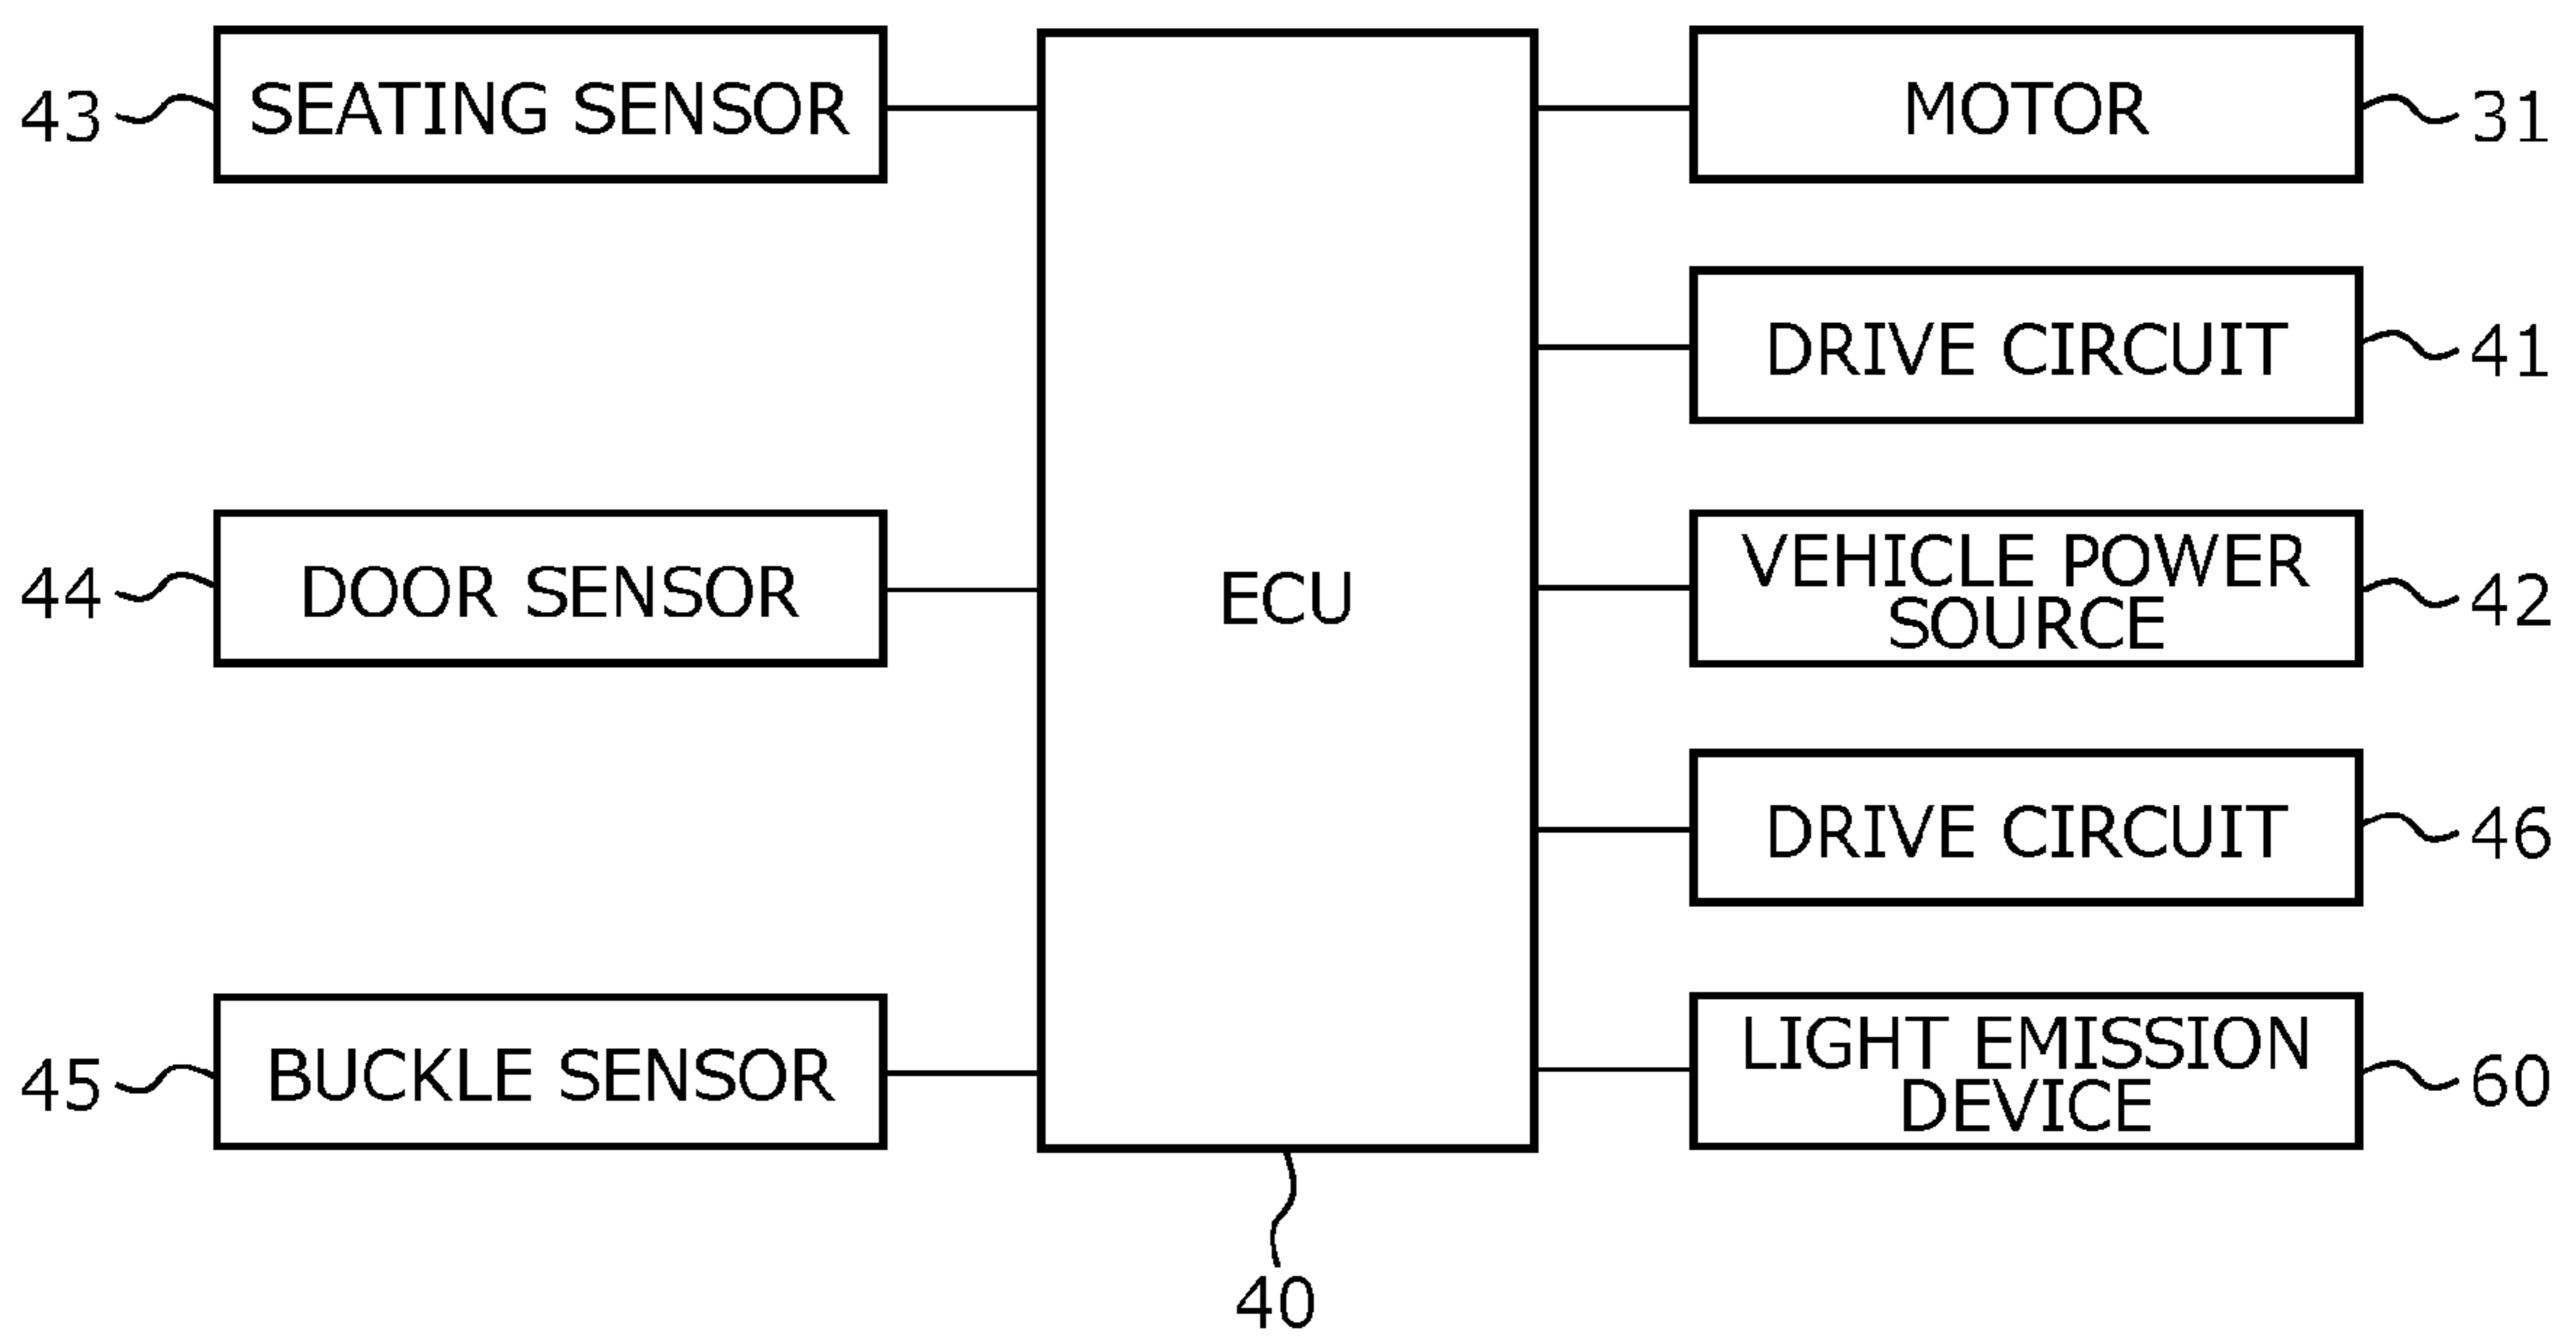 43
SEATING SENSOR
MOTOR
31
DRIVE CIRCUIT
41
44
DOOR SENSOR
ECU
VEHICLE POWER
SOURCE
42
DRIVE CIRCUIT
46
45
BUCKLE SENSOR
LIGHT EMISSION
DEVICE
60
40